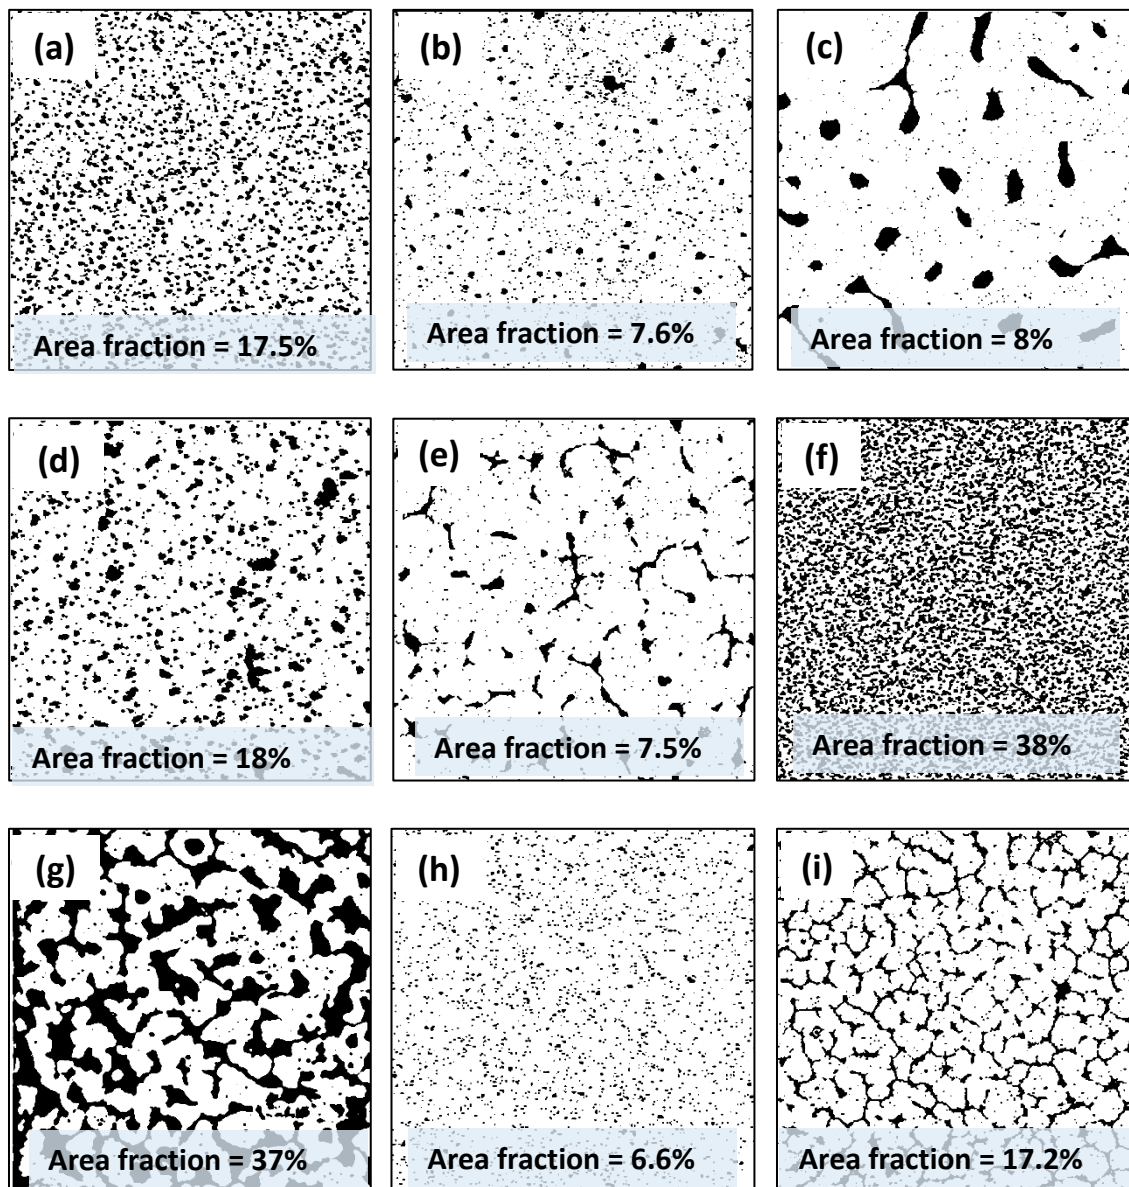 (a)
Area fraction = 17.5%
(b)
Area fraction = 7.6%
(c)
Area fraction = 8%
(d)
Area fraction = 18%
(e)
Area fraction = 7.5%
(f)
Area fraction = 38%
(g)
Area fraction = 37%
(h)
Area fraction = 6.6%
(i)
Area fraction = 17.2%